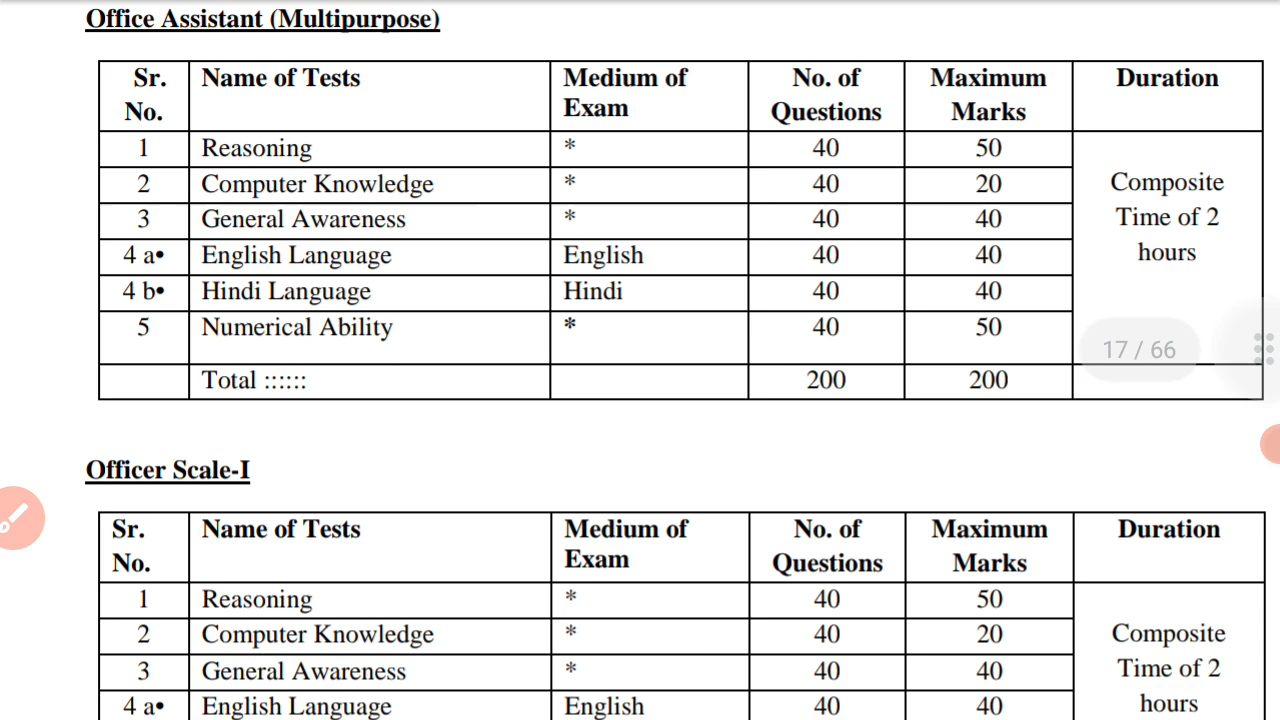 Office Assistant (Multipurpose)
Sr. No. Name of Tests Medium of Exam No. of Questions Maximum Marks Duration
1 Reasoning * 40 50 Composite Time of 2 hours
2 Computer Knowledge * 40 20
3 General Awareness * 40 40
4 a• English Language English 40 40
4 b• Hindi Language Hindi 40 40
5 Numerical Ability * 40 50
17 / 66
Total :::::: 200 200
Officer Scale-I
Sr. No. Name of Tests Medium of Exam No. of Questions Maximum Marks Duration
1 Reasoning * 40 50 Composite Time of 2 hours
2 Computer Knowledge * 40 20
3 General Awareness * 40 40
4 a• English Language English 40 40